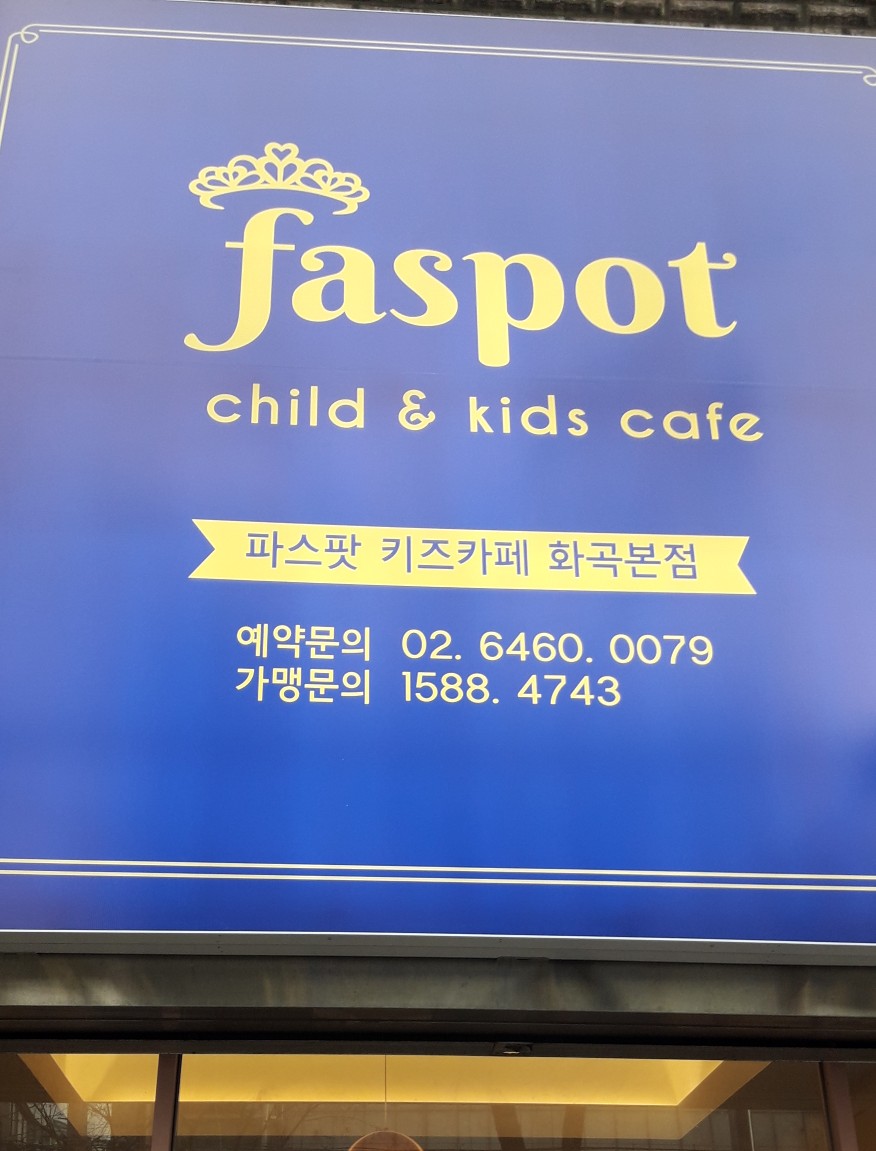 faspot
child & kids cafe
파스팟 키즈카페 화곡본점
예약문의 02. 6460. 0079
가맹문의 1588. 4743